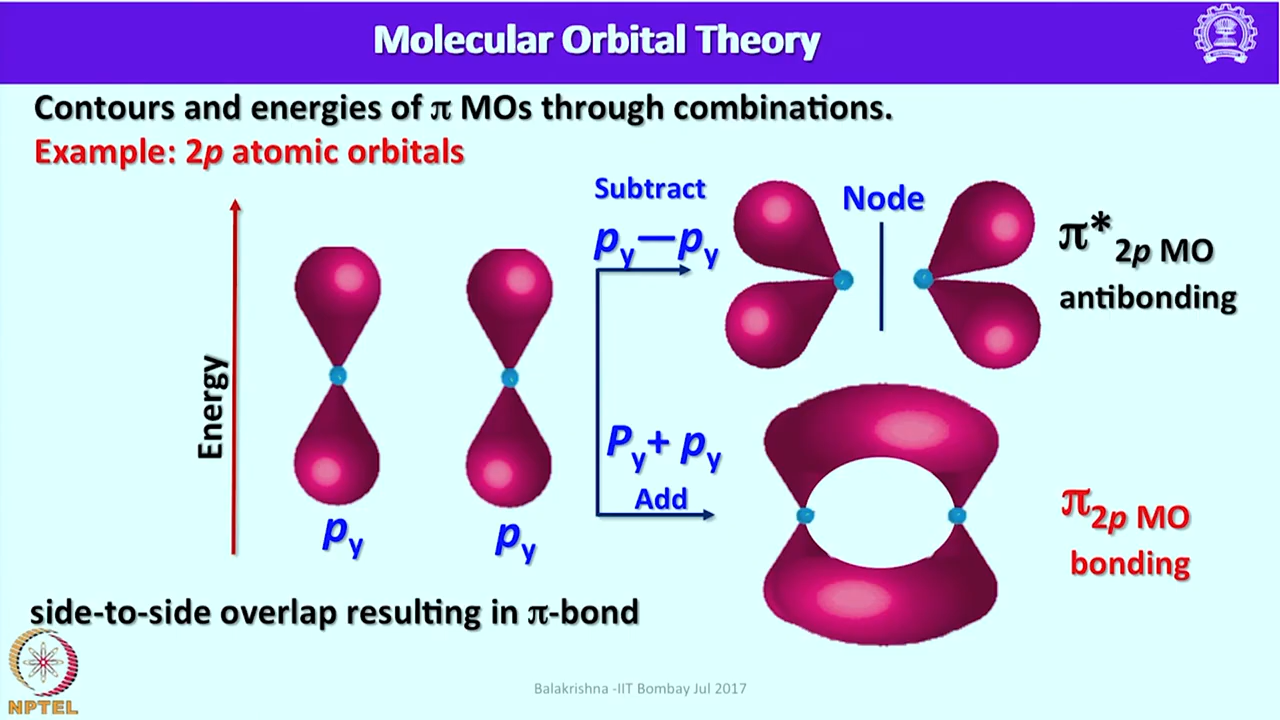 Molecular Orbital Theory
Contours and energies of π MOs through combinations.
Example: 2p atomic orbitals
Energy
py
py
Subtract
py—py
Node
π*2p MO
antibonding
Py+ py
Add
π2p MO
bonding
side-to-side overlap resulting in π-bond
NPTEL
Balakrishna -IIT Bombay Jul 2017